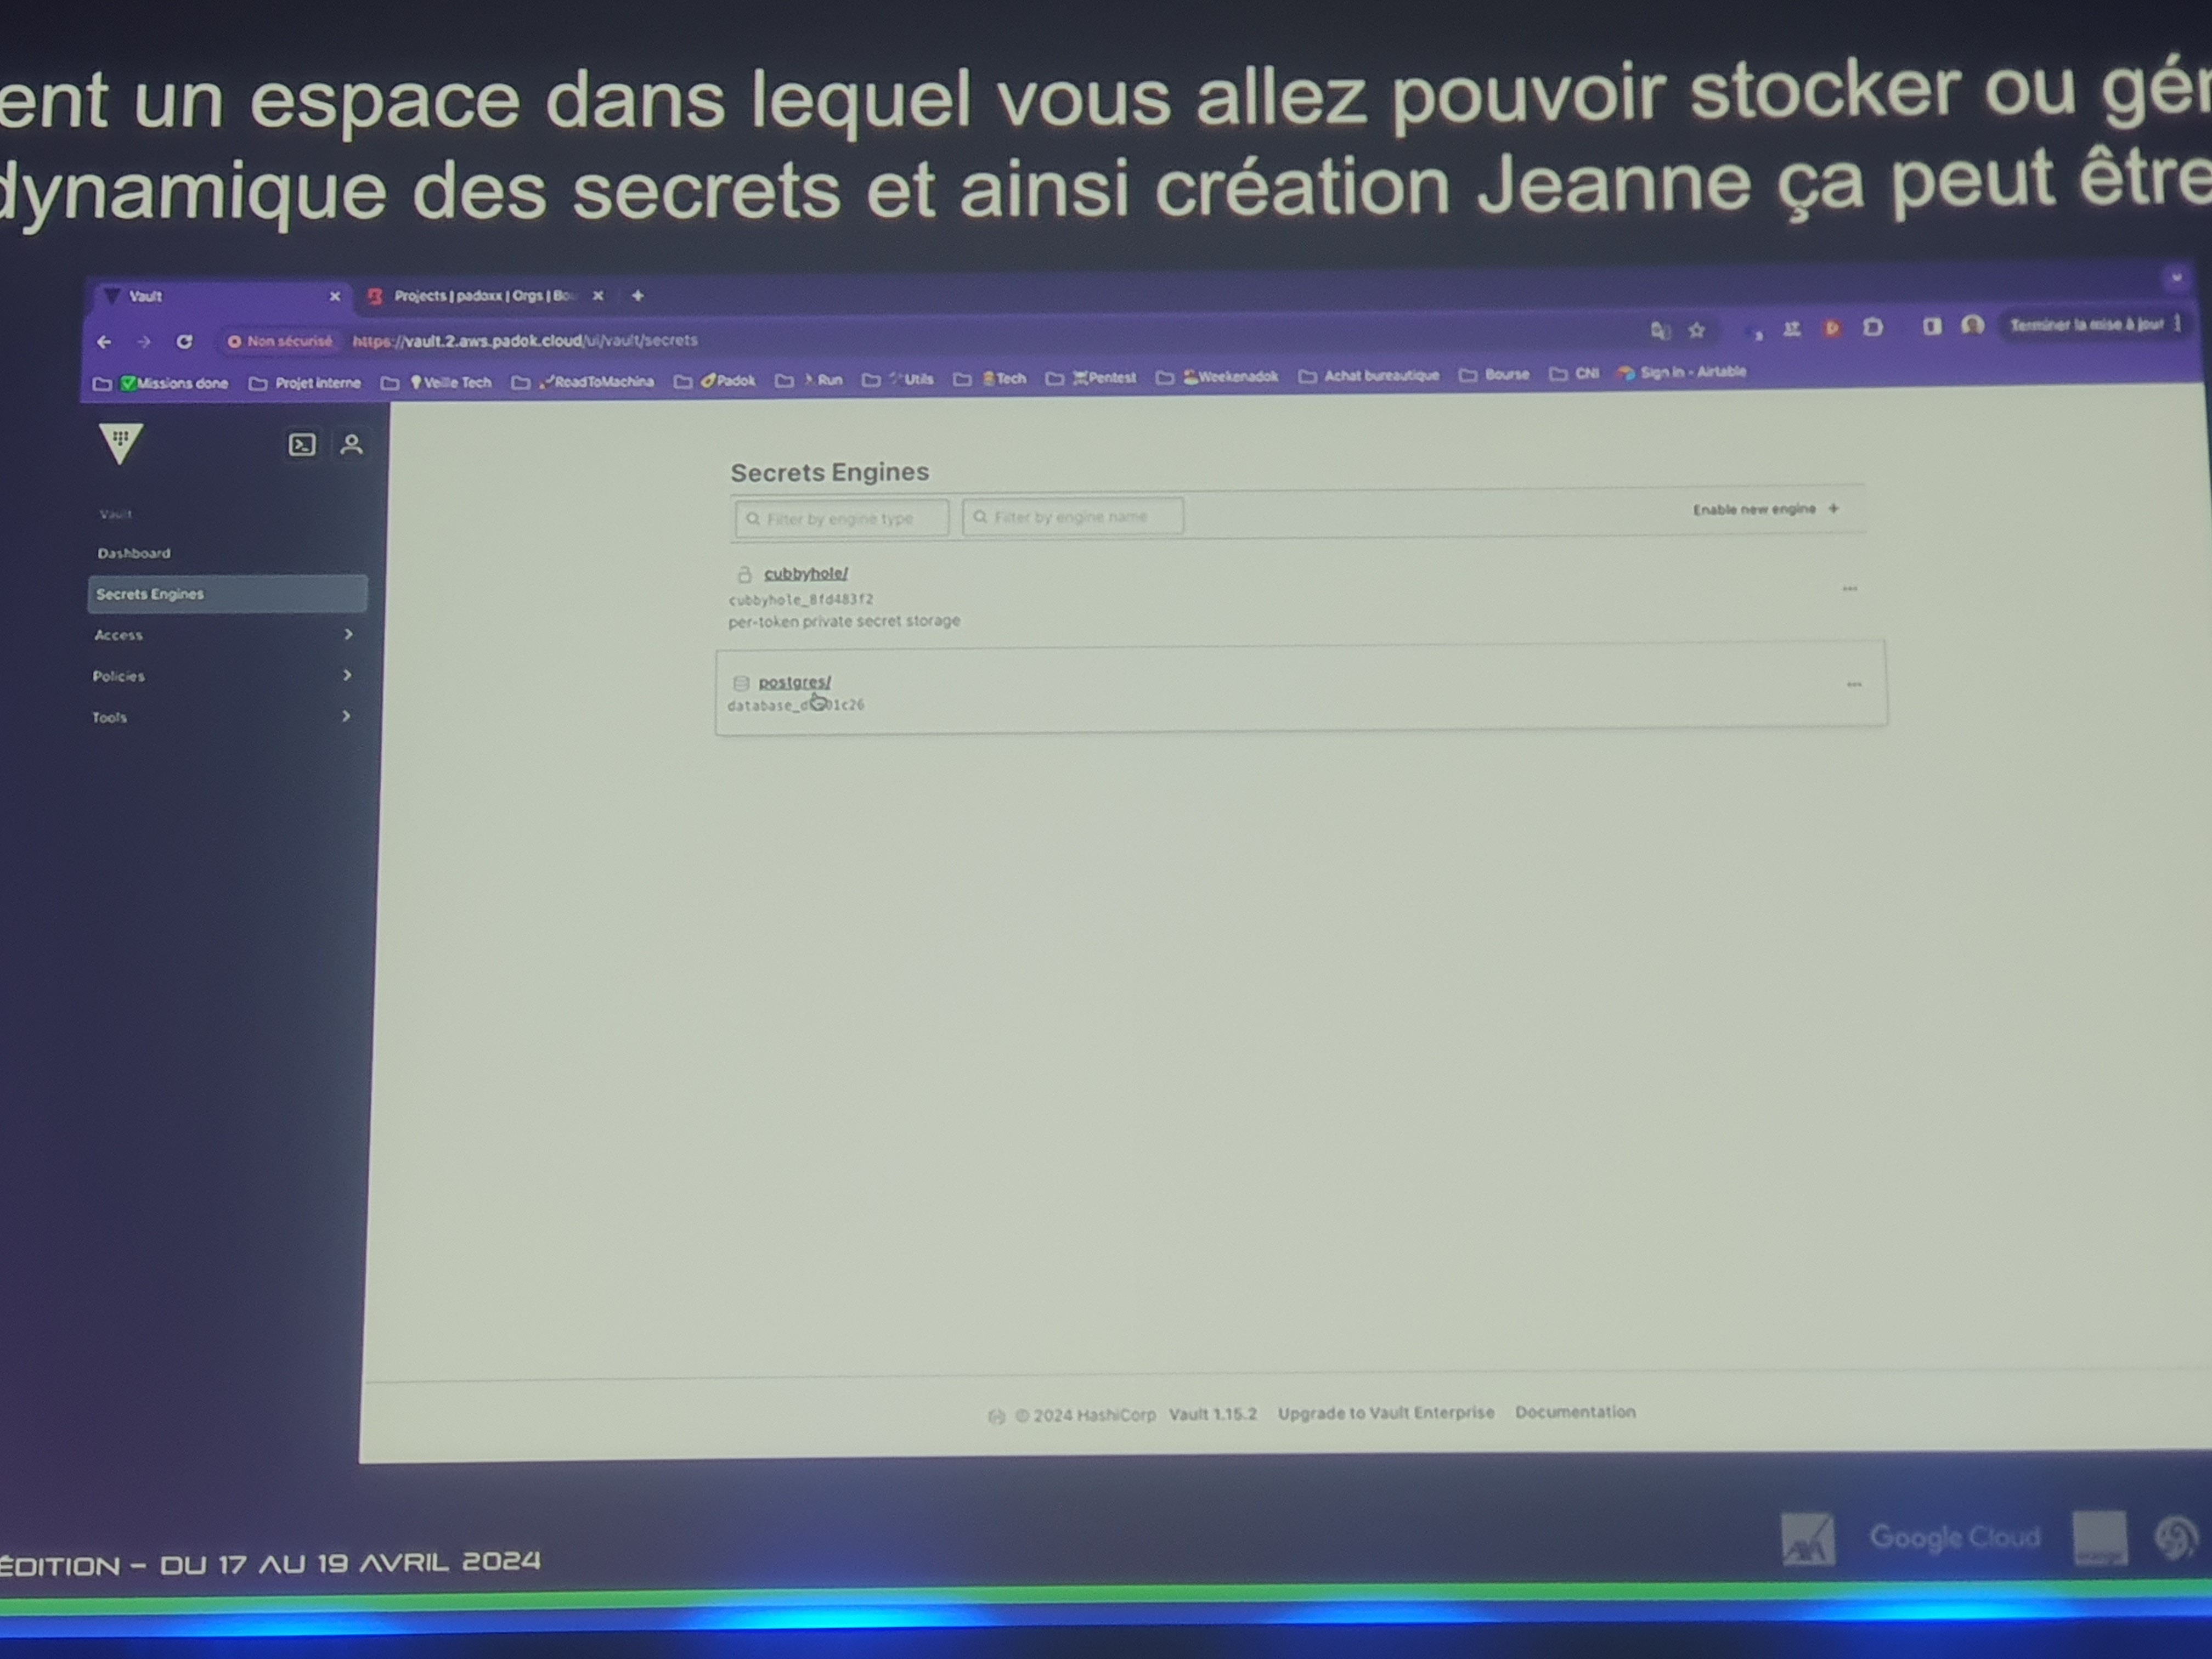 ent un espace dans lequel vous allez pouvoir stocker ou gér
dynamique des secrets et ainsi création Jeanne ça peut être
Vault
Projects | padoxx | Orgs | Bo
Non sécurisé https://vault.2.aws.padok.cloud/ui/vault/secrets
Terminer la mise à jour
Missions done Projet interne Veille Tech RoadToMachina Padok Run Utils Tech Pentest Weekenadok Achat bureautique Bourse CNI Sign in - Airtable
Vault
Dashboard
Secrets Engines
Access
Policies
Tools
Secrets Engines
Filter by engine type
Filter by engine name
Enable new engine +
cubbyhole/
cubbyhole_8fd483f2
per-token private secret storage
postgres/
© 2024 HashiCorp Vault 1.15.2 Upgrade to Vault Enterprise Documentation
ÉDITION – DU 17 AU 19 AVRIL 2024
AXA
Google Cloud